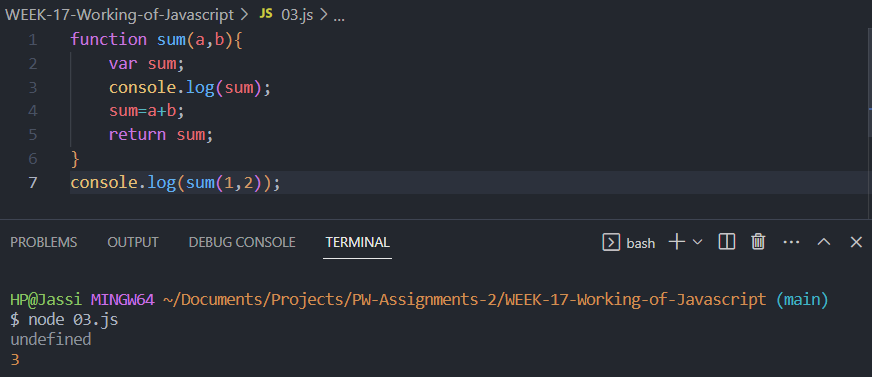 WEEK-17-Working-of-Javascript > JS 03.js > ...
1 function sum(a,b){
2     var sum;
3     console.log(sum);
4     sum=a+b;
5     return sum;
6 }
7 console.log(sum(1,2));
PROBLEMS OUTPUT DEBUG CONSOLE TERMINAL bash
HP@Jassi MINGW64 ~/Documents/Projects/PW-Assignments-2/WEEK-17-Working-of-Javascript (main)
$ node 03.js
undefined
3